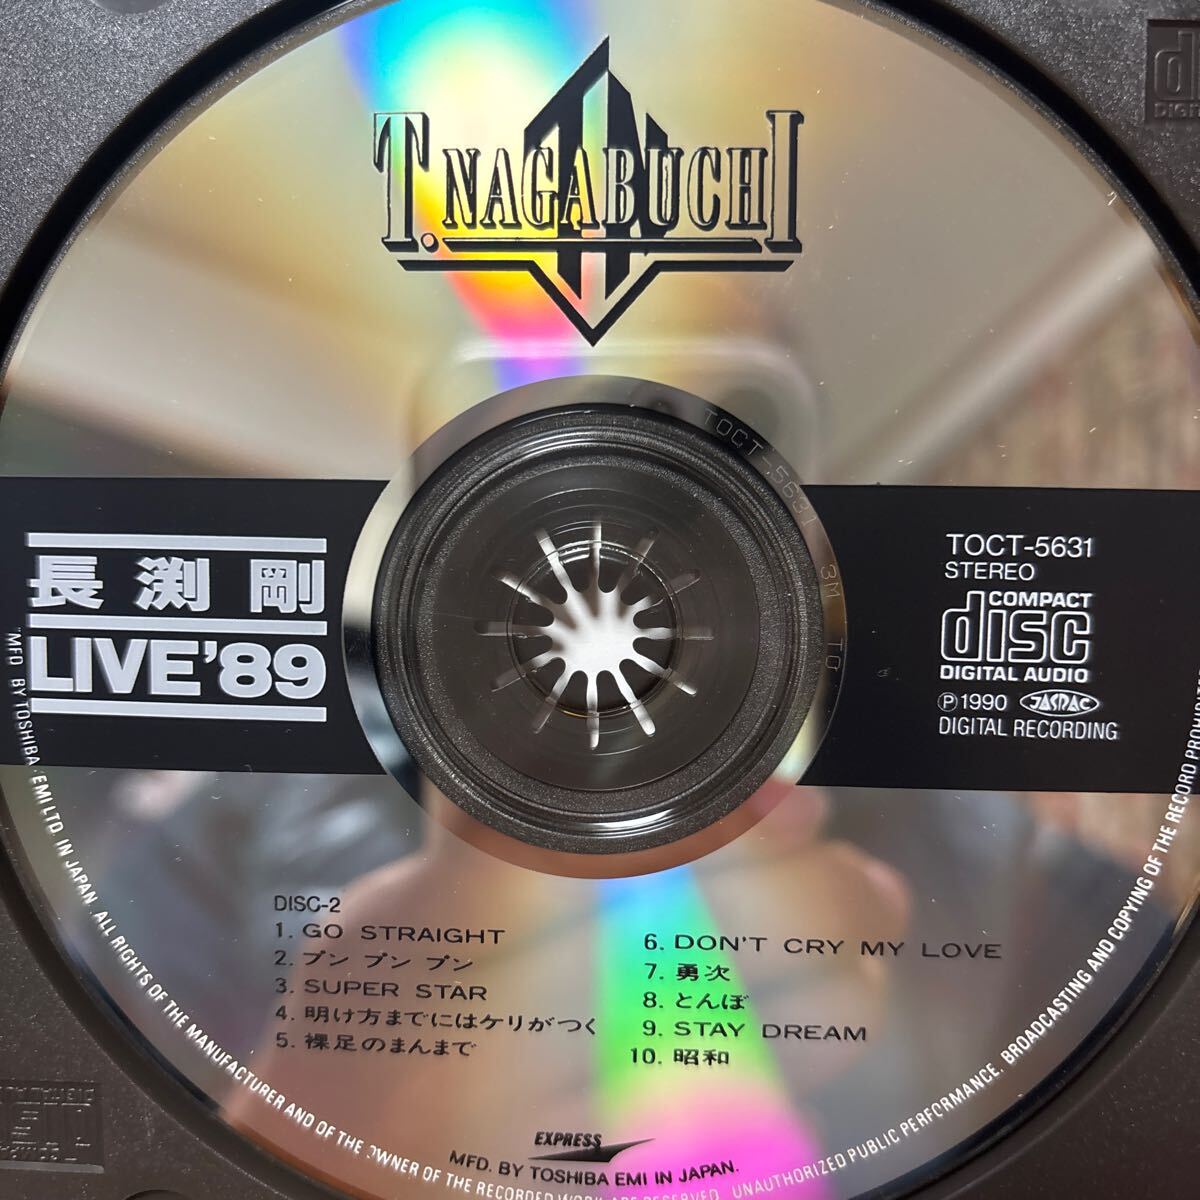 T.NAGABUCHI
長渕 剛
LIVE'89
TOCT-5631
STEREO
COMPACT
disc
DIGITAL AUDIO
Ⓟ1990 JASRAC
DIGITAL RECORDING
TOCT-5631 3M TO
DISC-2
1. GO STRAIGHT
2. ブン ブン ブン
3. SUPER STAR
4. 明け方までにはケリがつく
5. 裸足のまんまで
6. DON'T CRY MY LOVE
7. 勇次
8. とんぼ
9. STAY DREAM
10. 昭和
EXPRESS
MFD. BY TOSHIBA EMI IN JAPAN.
MFD. BY TOSHIBA·EMI LTD. IN JAPAN. ALL RIGHTS OF THE MANUFACTURER AND OF THE OWNER OF THE RECORDED WORK ARE RESERVED. UNAUTHORIZED PUBLIC PERFORMANCE. BROADCASTING AND COPYING OF THE RECORD